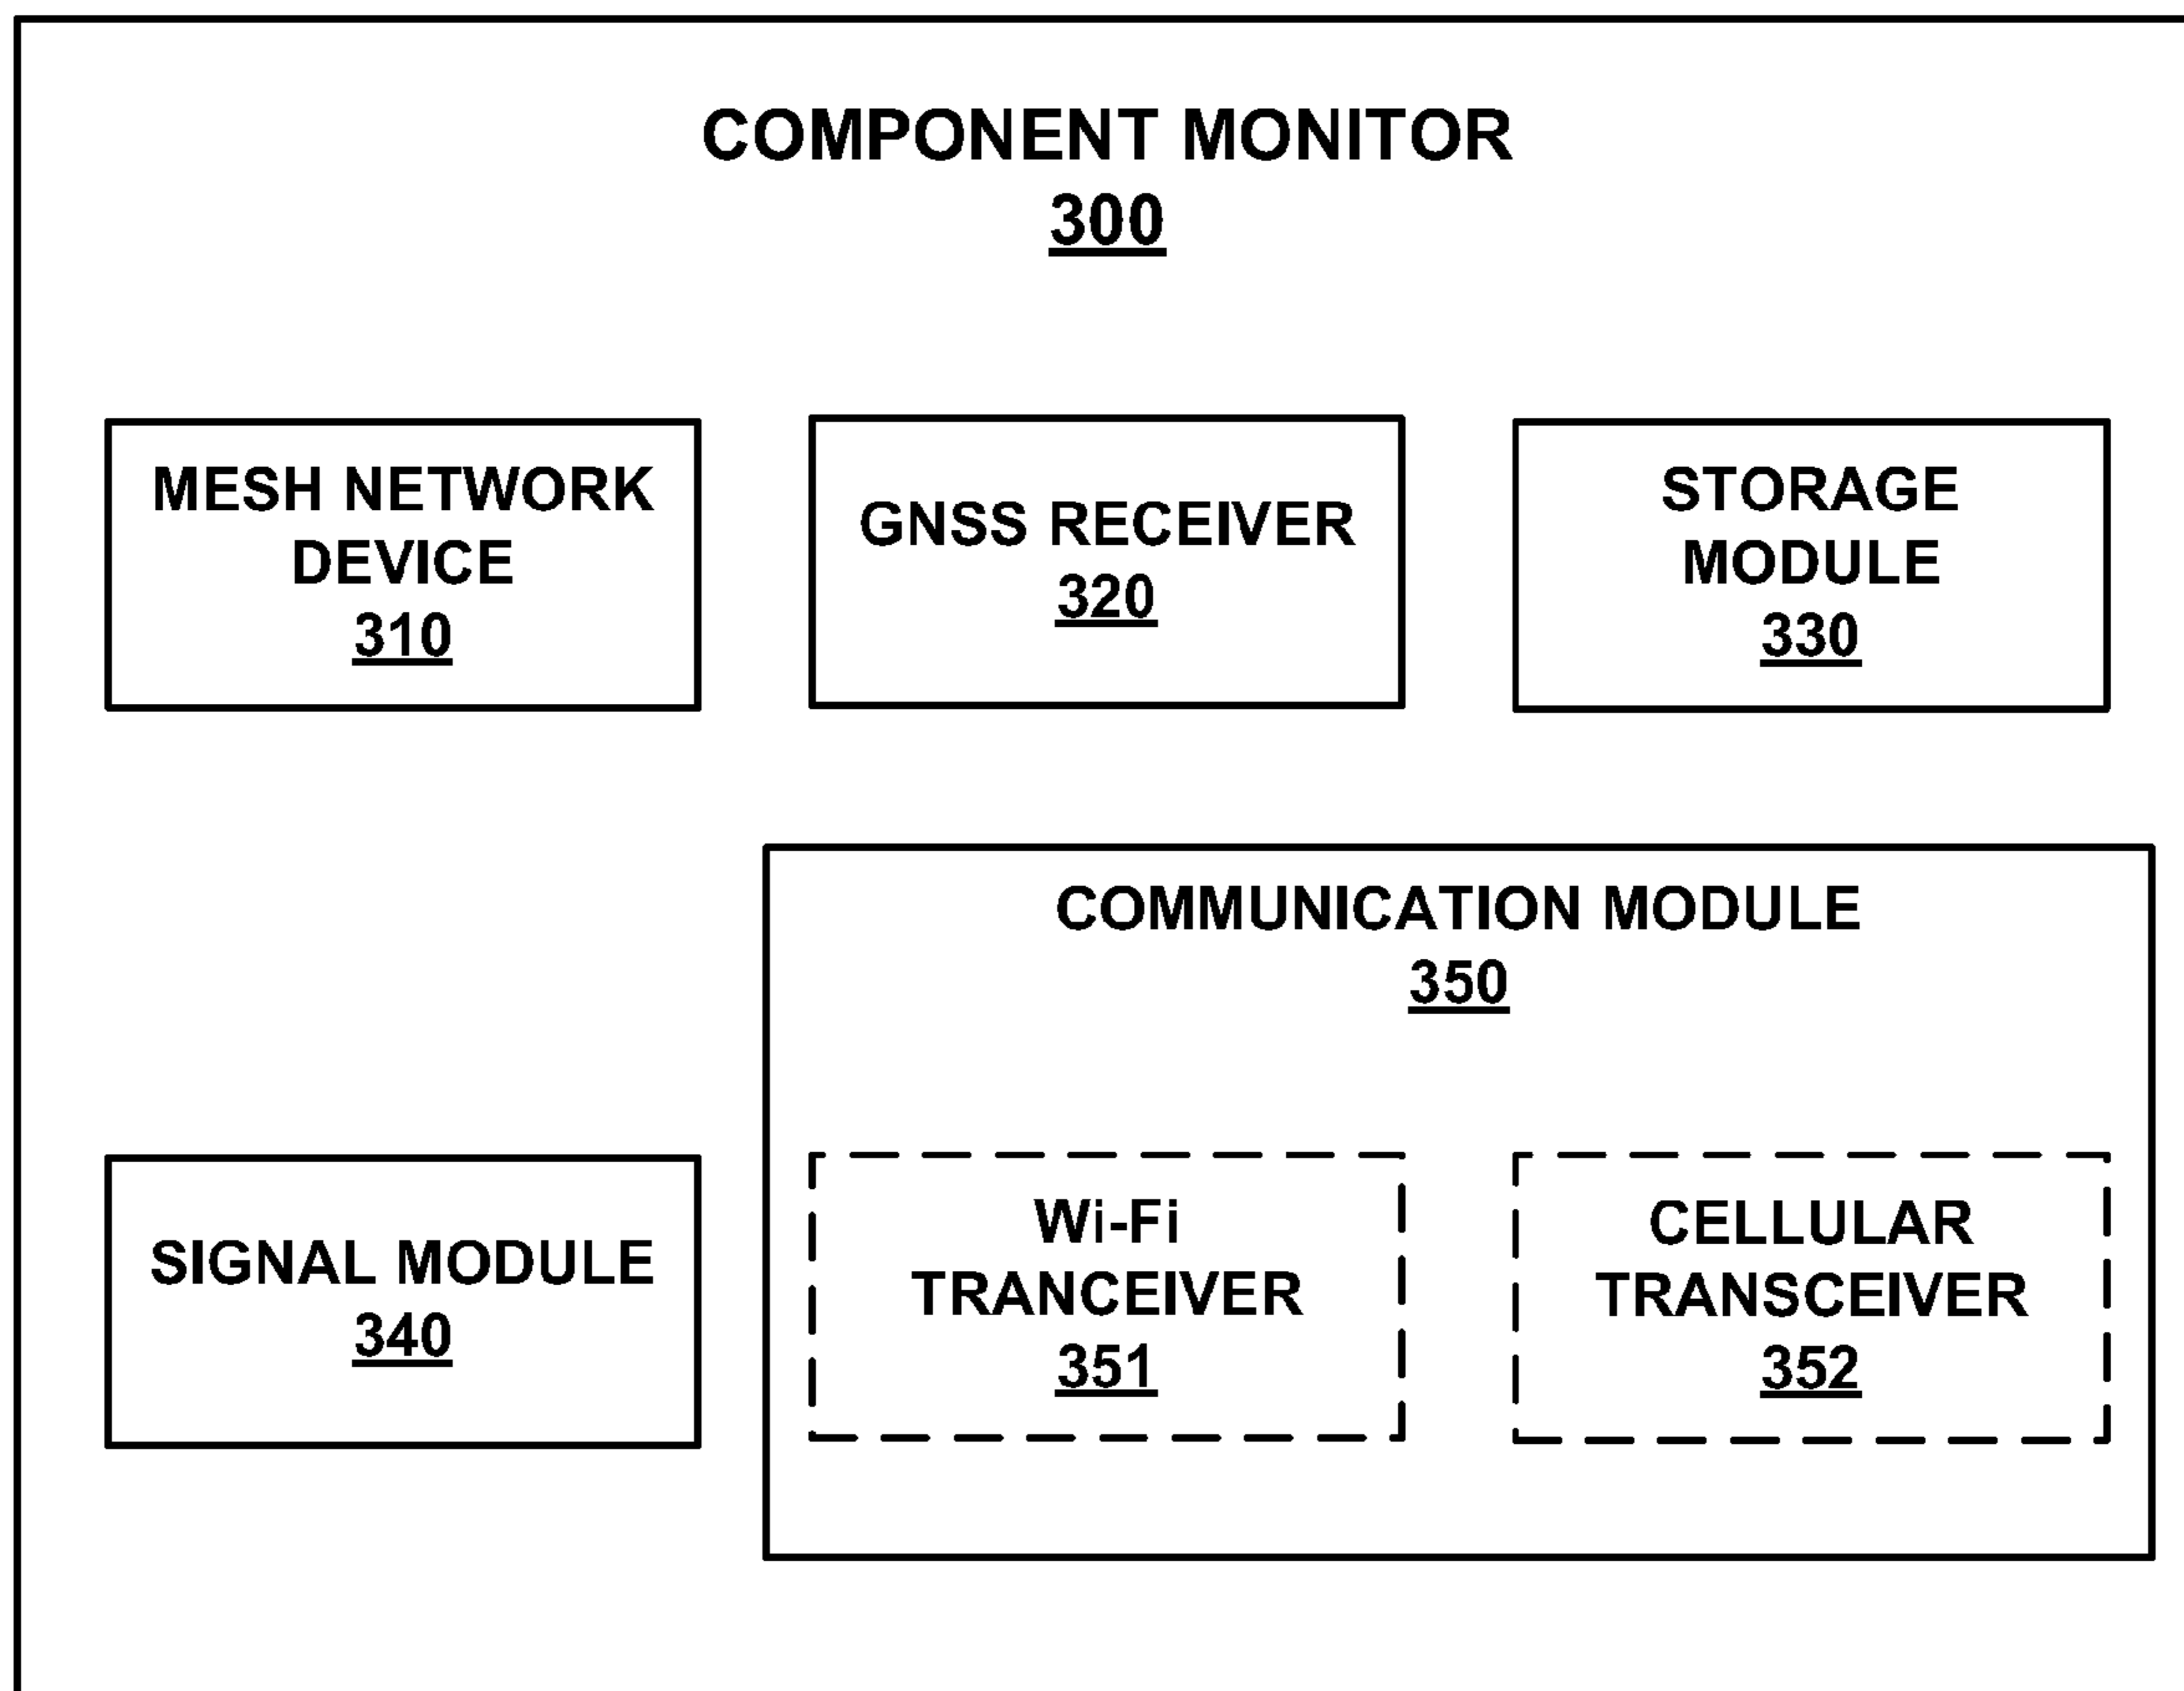 COMPONENT MONITOR
300
MESH NETWORK
DEVICE
310
GNSS RECEIVER
320
STORAGE
MODULE
330
COMMUNICATION MODULE
350
SIGNAL MODULE
340
Wi-Fi
TRANCEIVER
351
CELLULAR
TRANSCEIVER
352